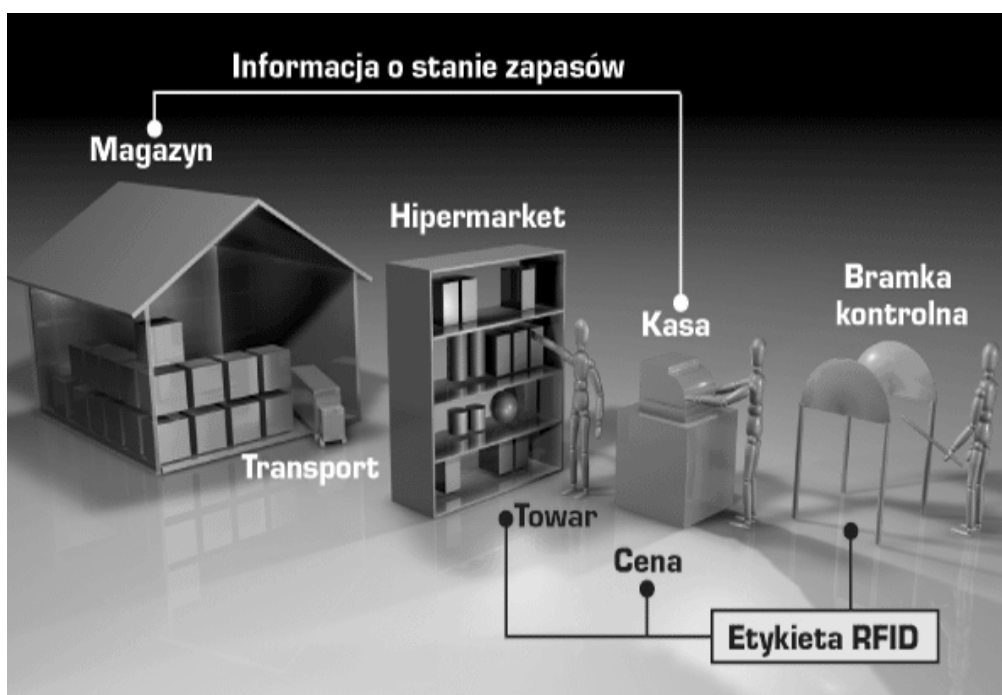 Informacja o stanie zapasów
Magazyn
Hipermarket
Bramka
kontrolna
Kasa
Transport
Towar
Cena
Etykieta RFID